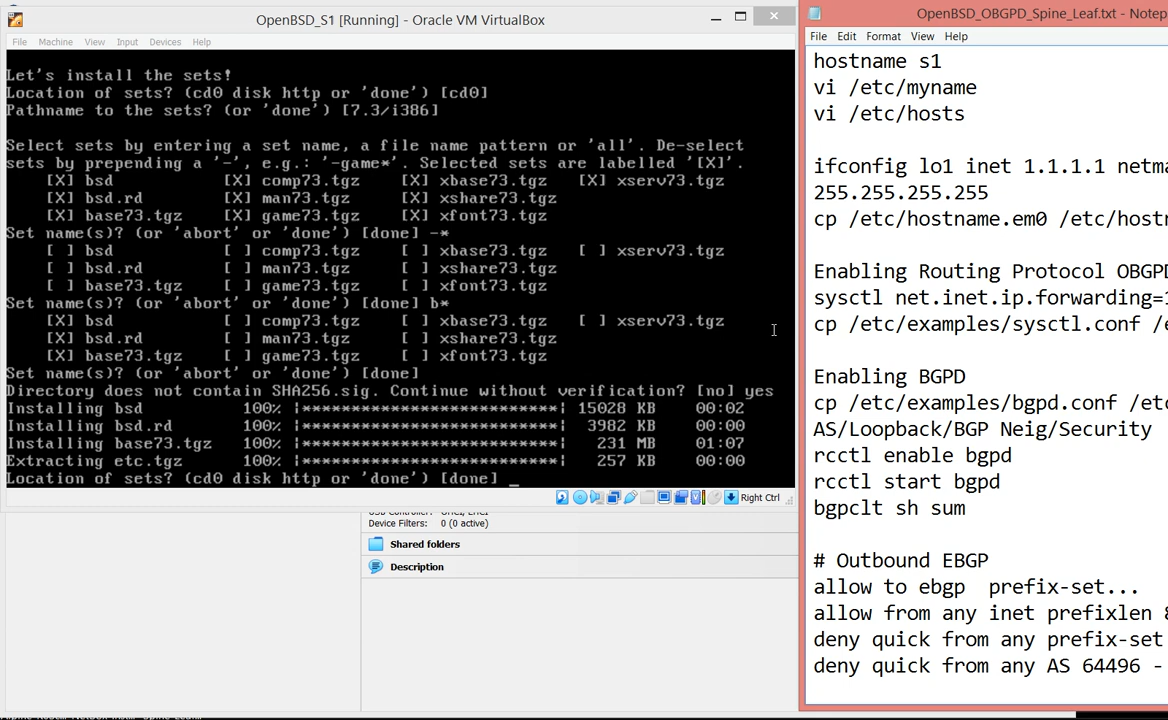 OpenBSD_S1 [Running] - Oracle VM VirtualBox
File Machine View Input Devices Help
Let's install the sets!
Location of sets? (cd0 disk http or 'done') [cd0]
Pathname to the sets? (or 'done') [7.3/i386]
Select sets by entering a set name, a file name pattern or 'all'. De-select
sets by prepending a '-', e.g.: '-game*'. Selected sets are labelled '[X]'.
[X] bsd [X] comp73.tgz [X] xbase73.tgz [X] xserv73.tgz
[X] bsd.rd [X] man73.tgz [X] xshare73.tgz
[X] base73.tgz [X] game73.tgz [X] xfont73.tgz
Set name(s)? (or 'abort' or 'done') [done] -*
[ ] bsd [ ] comp73.tgz [ ] xbase73.tgz [ ] xserv73.tgz
[ ] bsd.rd [ ] man73.tgz [ ] xshare73.tgz
[ ] base73.tgz [ ] game73.tgz [ ] xfont73.tgz
Set name(s)? (or 'abort' or 'done') [done] b*
[X] bsd [ ] comp73.tgz [ ] xbase73.tgz [ ] xserv73.tgz
[X] bsd.rd [ ] man73.tgz [ ] xshare73.tgz
[X] base73.tgz [ ] game73.tgz [ ] xfont73.tgz
Set name(s)? (or 'abort' or 'done') [done]
Directory does not contain SHA256.sig. Continue without verification? [no] yes
Installing bsd 100% |**************************| 15028 KB 00:02
Installing bsd.rd 100% |**************************| 3982 KB 00:00
Installing base73.tgz 100% |**************************| 231 MB 01:07
Extracting etc.tgz 100% |**************************| 257 KB 00:00
Location of sets? (cd0 disk http or 'done') [done] _
Right Ctrl
Device Filters: 0 (0 active)
Shared folders
Description
OpenBSD_OBGPD_Spine_Leaf.txt - Notep
File Edit Format View Help
hostname s1
vi /etc/myname
vi /etc/hosts
ifconfig lo1 inet 1.1.1.1 netma
255.255.255.255
cp /etc/hostname.em0 /etc/hostn
Enabling Routing Protocol OBGPD
sysctl net.inet.ip.forwarding=1
cp /etc/examples/sysctl.conf /e
Enabling BGPD
cp /etc/examples/bgpd.conf /etc
AS/Loopback/BGP Neig/Security
rcctl enable bgpd
rcctl start bgpd
bgpclt sh sum
# Outbound EBGP
allow to ebgp  prefix-set...
allow from any inet prefixlen 8
deny quick from any prefix-set
deny quick from any AS 64496 -